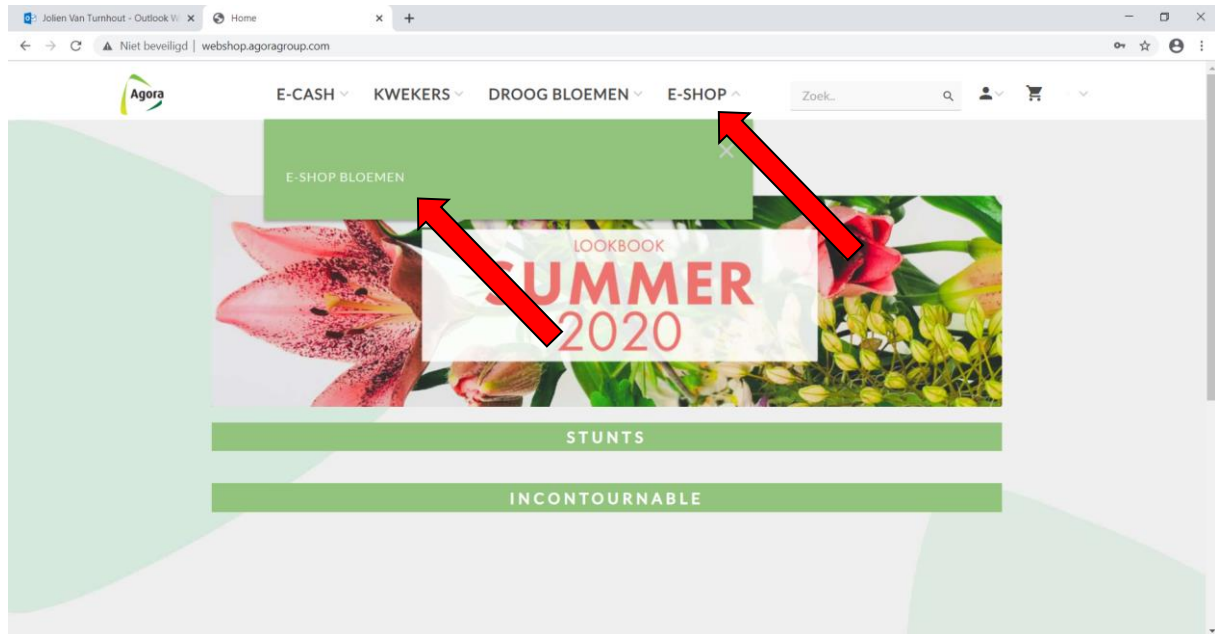 Jolien Van Turnhout - Outlook W
Home
Niet beveiligd | webshop.agoragroup.com
Agora
E-CASH
KWEKERS
DROOG BLOEMEN
E-SHOP
Zoek..
E-SHOP BLOEMEN
LOOKBOOK
SUMMER
2020
STUNTS
INCONTOURNABLE